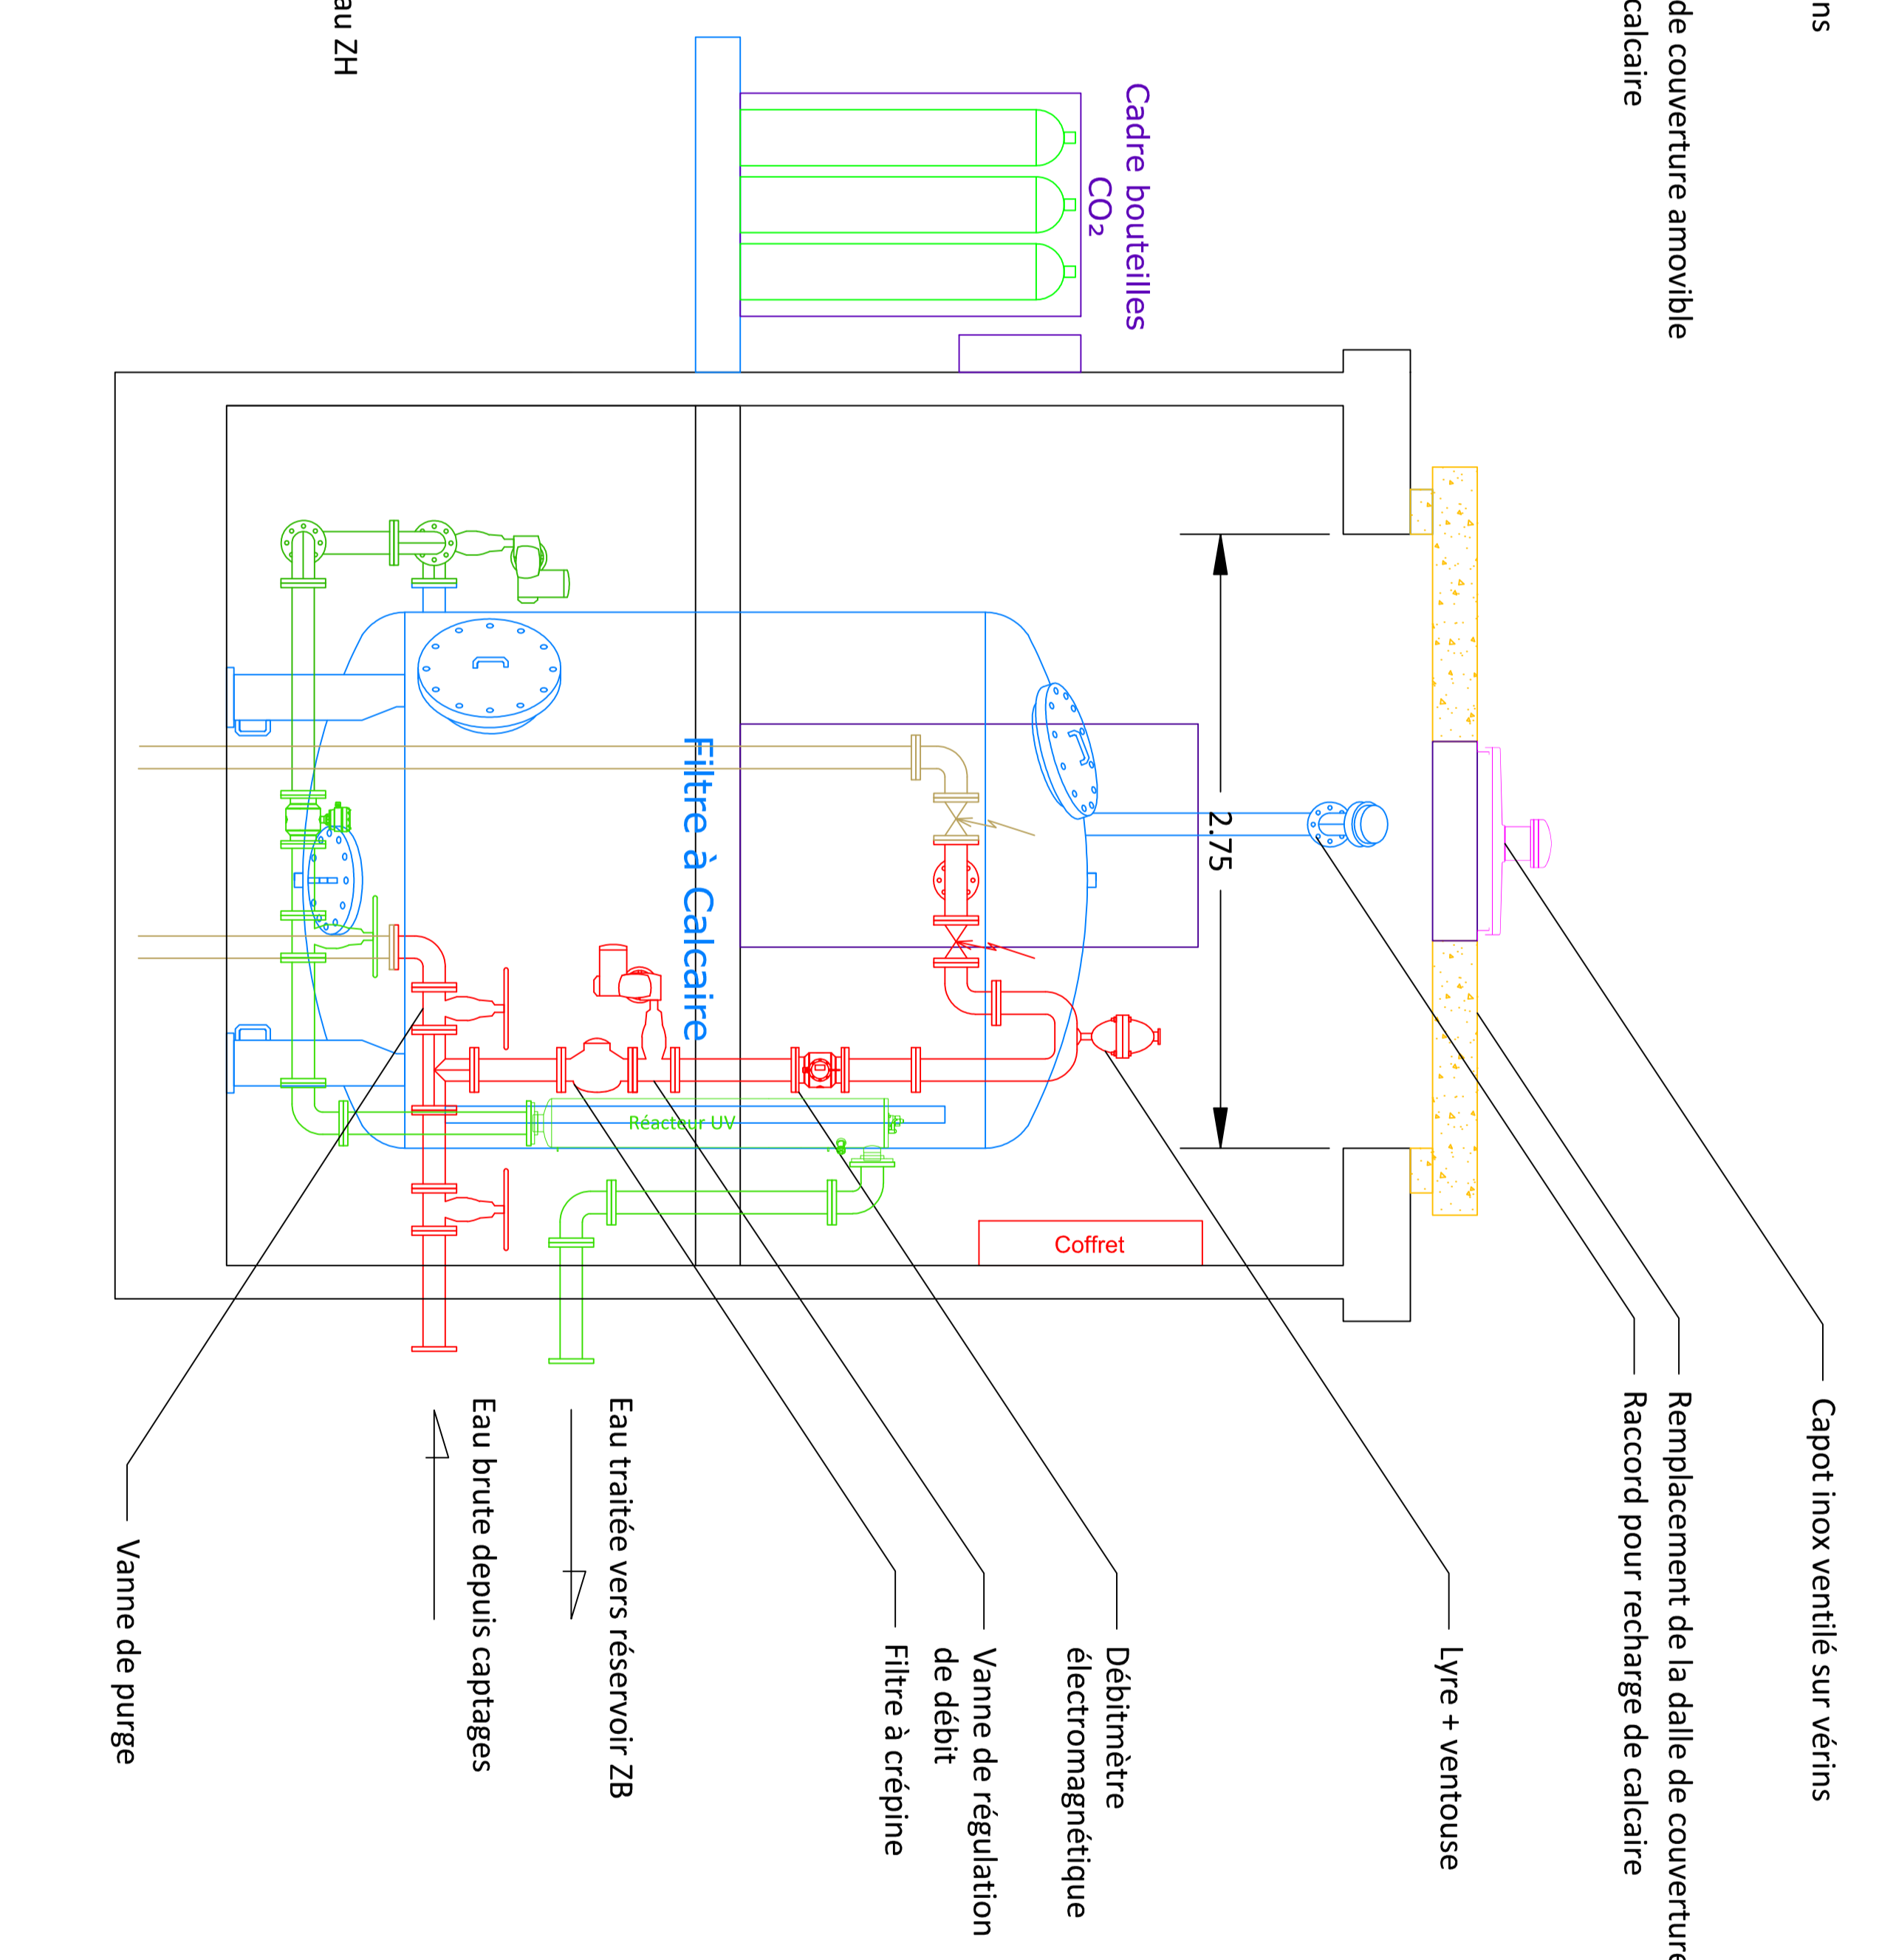 ns
de couverture amovible
calcaire
au ZH
Cadre bouteilles
CO₂
2.75
Filtre à Calcaire
Réacteur UV
Coffret
Capot inox ventilé sur vérins
Remplacement de la dalle de couverture
Raccord pour recharge de calcaire
Lyre + ventouse
Débitmètre
électromagnétique
Vanne de régulation
de débit
Filtre à crépine
Eau traitée vers réservoir ZB
Eau brute depuis captages
Vanne de purge